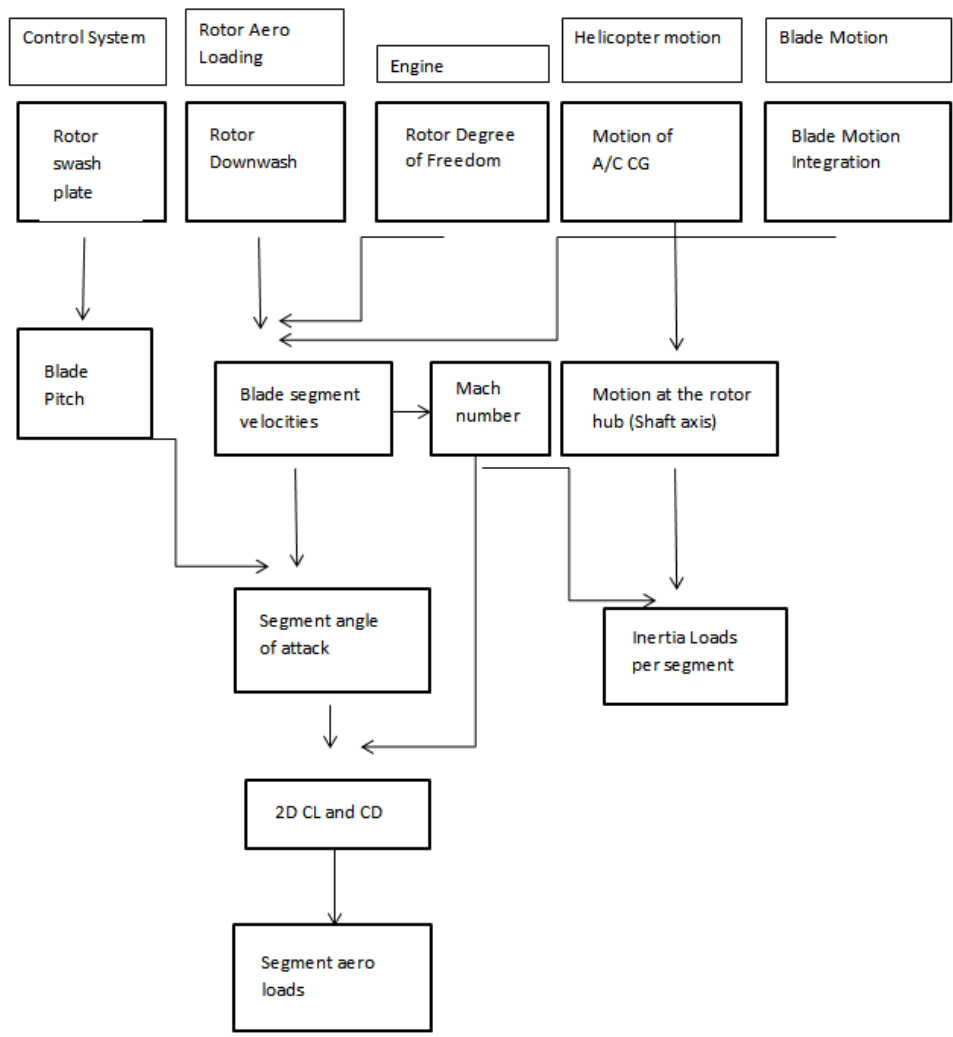 Control System
Rotor Aero
Loading
Engine
Helicopter motion
Blade Motion
Rotor
swash
plate
Rotor
Downwash
Rotor Degree
of Freedom
Motion of
A/C CG
Blade Motion
Integration
Blade
Pitch
Blade segment
velocities
Mach
number
Motion at the rotor
hub (Shaft axis)
Segment angle
of attack
Inertia Loads
per segment
2D CL and CD
Segment aero
loads